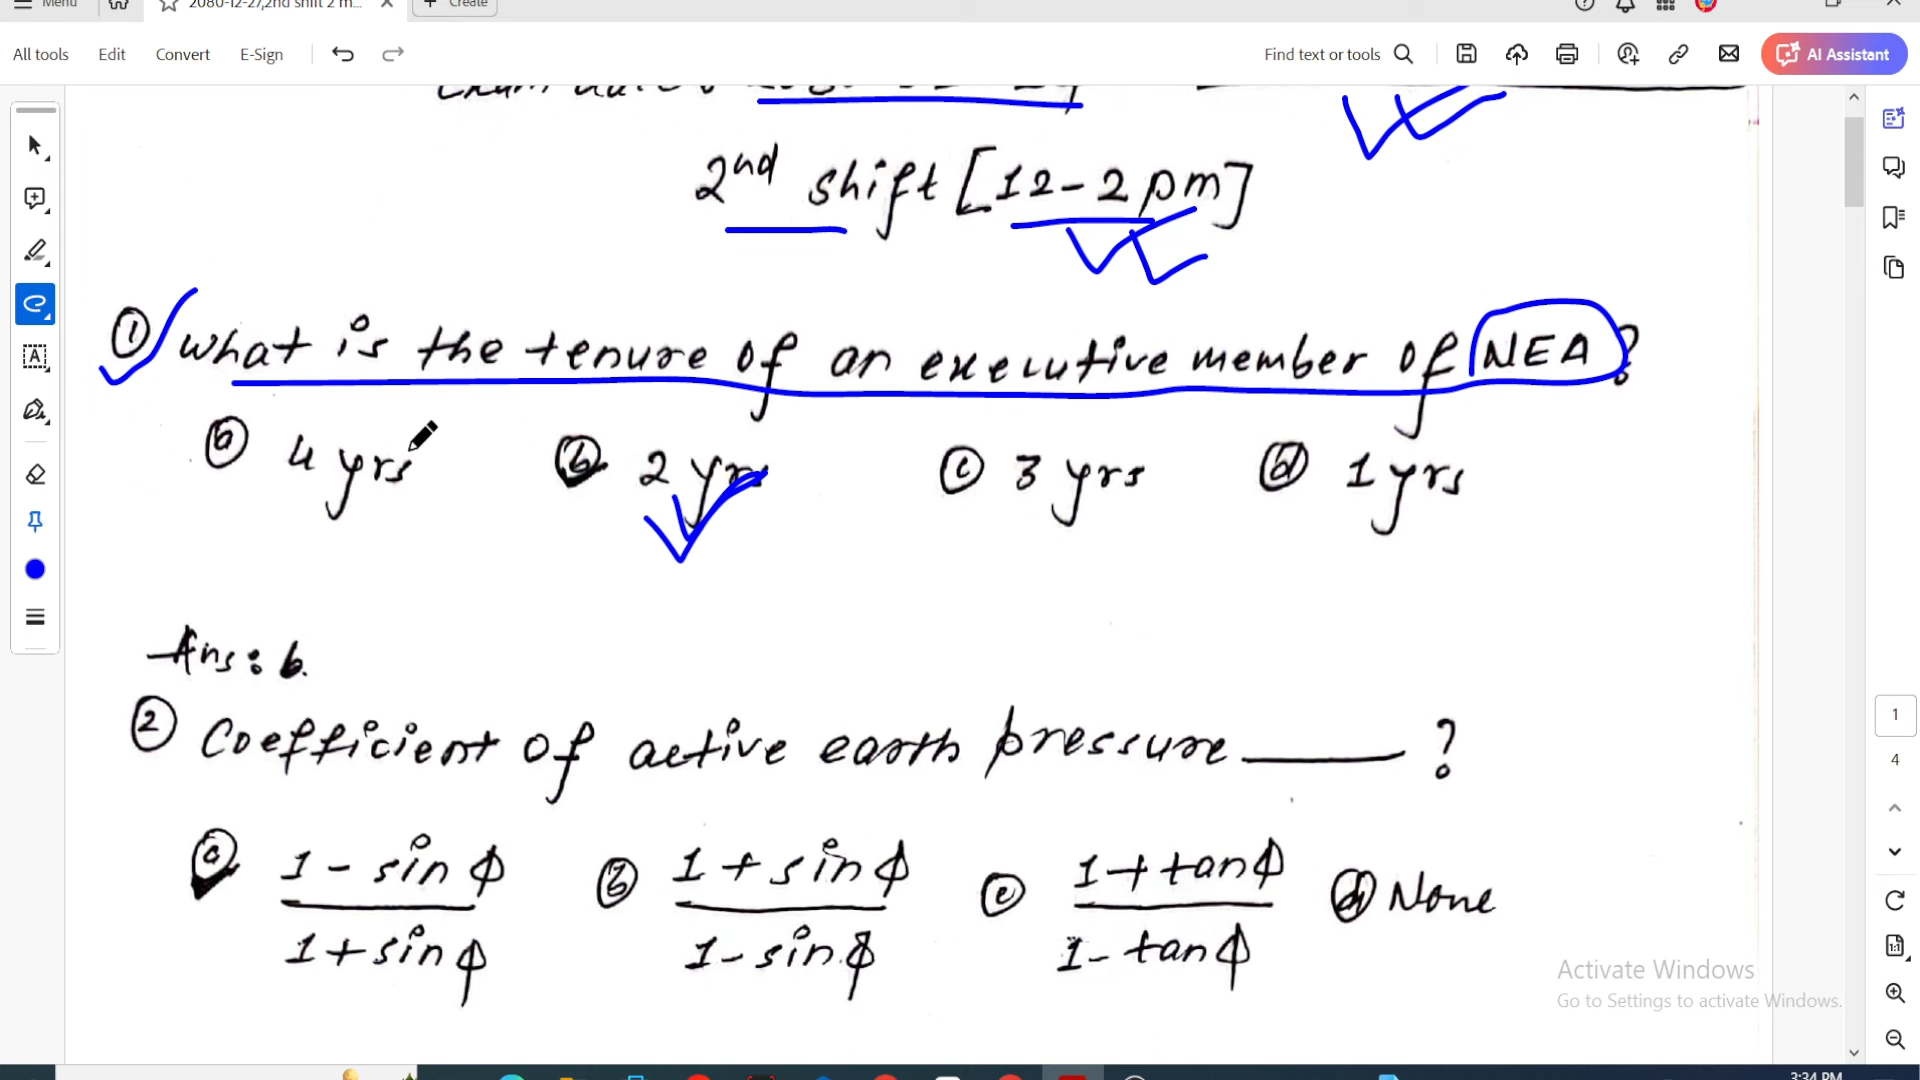 Menu
2080-12-27,2nd shift 2 m...
Create
All tools
Edit
Convert
E-Sign
Find text or tools
AI Assistant
2nd shift [12-2pm]
① What is the tenure of an executive member of NEA?
ⓐ 4 yrs ⓑ 2 yrs ⓒ 3 yrs ⓓ 1 yrs
Ans: b.
② Coefficient of active earth pressure ______ ?
ⓐ 1 - sin ϕ / 1 + sin ϕ ⓑ 1 + sin ϕ / 1 - sin ϕ ⓒ 1 + tan ϕ / 1 - tan ϕ ⓓ None
1
4
Activate Windows
Go to Settings to activate Windows.
3:34 PM